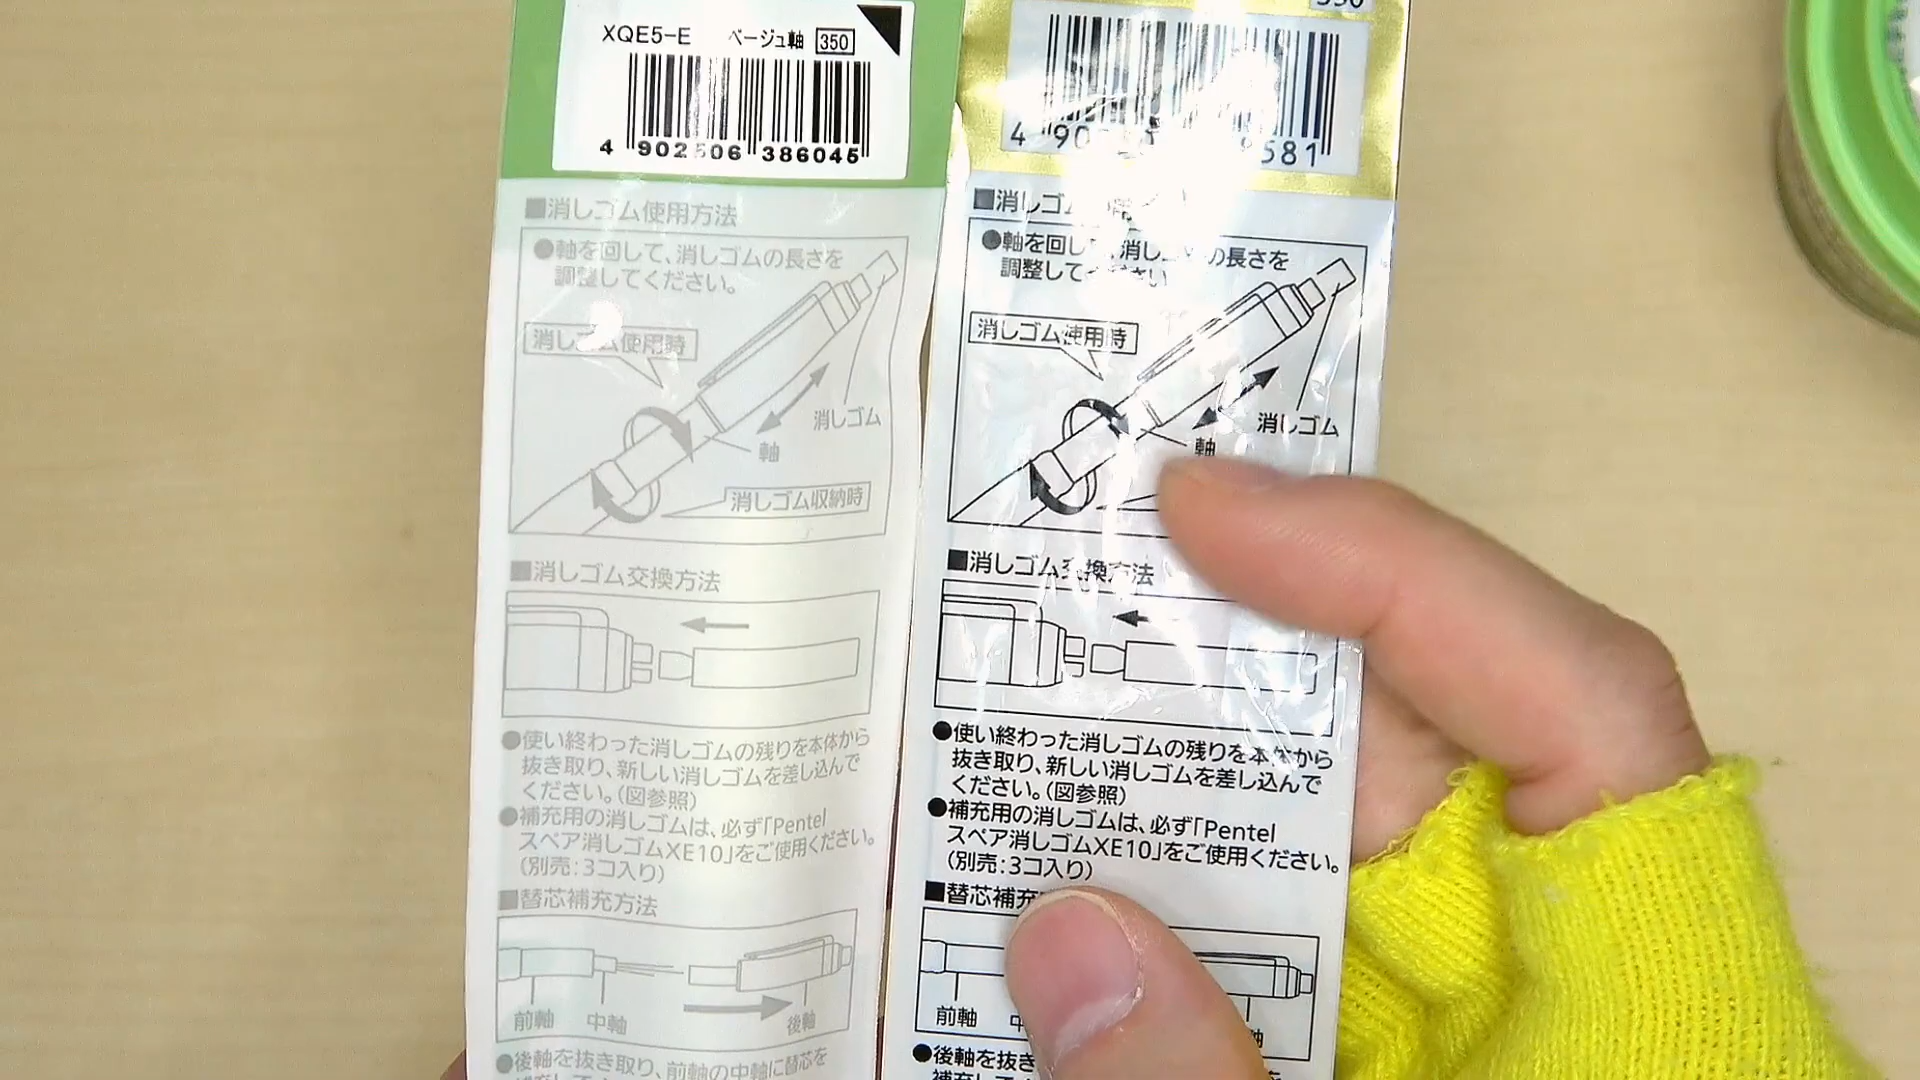 XQE5-E ベージュ軸 350
4 902506 386045
■消しゴム使用方法
●軸を回して、消しゴムの長さを
調整してください。
消しゴム使用時
消しゴム
軸
消しゴム収納時
■消しゴム交換方法
●使い終わった消しゴムの残りを本体から
抜き取り、新しい消しゴムを差し込んで
ください。(図参照)
●補充用の消しゴムは、必ず「Pentel
スペア消しゴムXE10」をご使用ください。
(別売:3コ入り)
■替芯補充方法
前軸 中軸 後軸
●後軸を抜き取り、前軸の中軸に替芯を
4 90 581
■消しゴ
●軸を回し 消し の長さを
調整して
消しゴム使用時
消しゴム
軸
■消しゴム交換方法
●使い終わった消しゴムの残りを本体から
抜き取り、新しい消しゴムを差し込んで
ください。(図参照)
●補充用の消しゴムは、必ず「Pentel
スペア消しゴムXE10」をご使用ください。
(別売:3コ入り)
■替芯補充
前軸 軸
●後軸を抜き